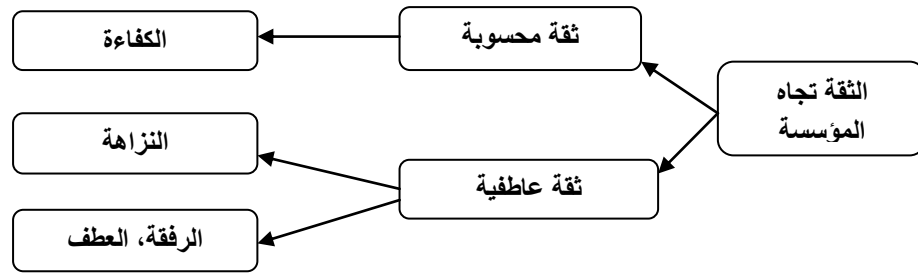 الثقة تجاه
المؤسسة
ثقة محسوبة
الكفاءة
ثقة عاطفية
النزاهة
الرفقة، العطف